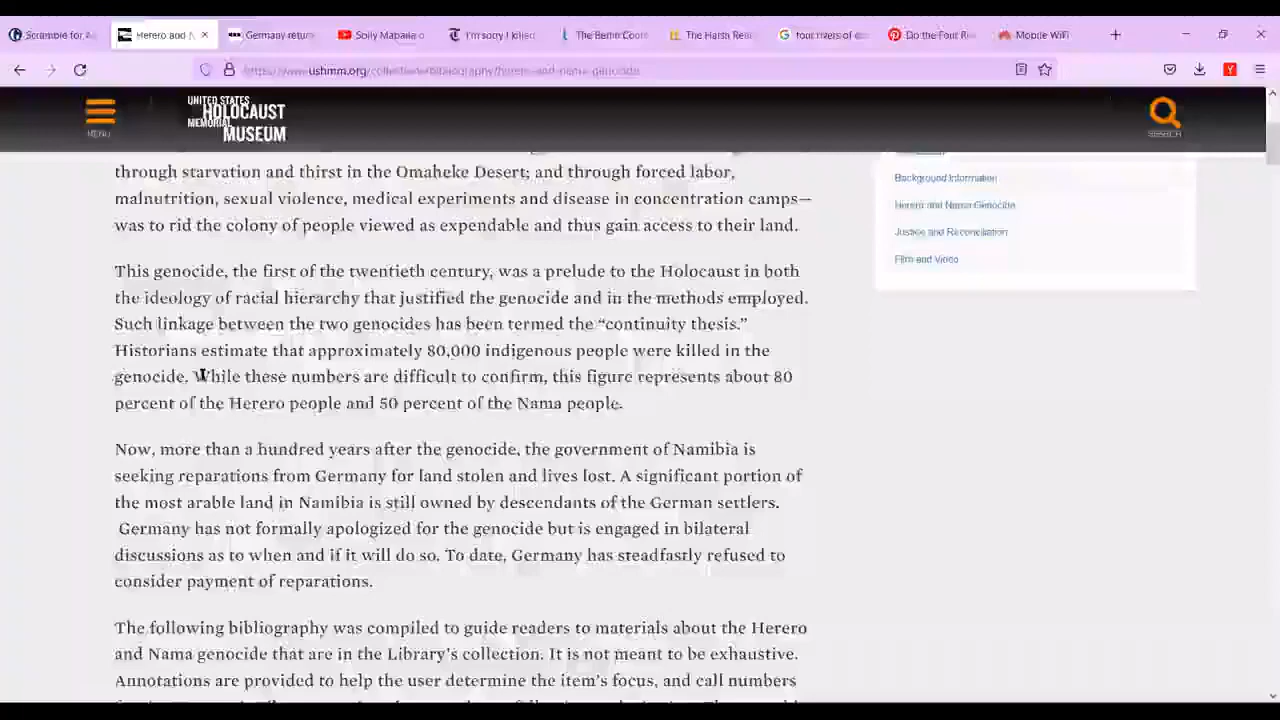 Scramble for A
Herero and N
Germany return
Solly Mapaila o
I'm sorry I killed
The Berlin Conf
The Harsh Reali
four rivers of e
Do the Four Riv
Mobile WiFi
https://www.ushmm.org/collections/bibliography/herero-and-nama-genocide
MENU
UNITED STATES
HOLOCAUST
MEMORIAL
MUSEUM
SEARCH
through starvation and thirst in the Omaheke Desert; and through forced labor,
malnutrition, sexual violence, medical experiments and disease in concentration camps—
was to rid the colony of people viewed as expendable and thus gain access to their land.
Background Information
Herero and Nama Genocide
Justice and Reconciliation
Film and Video
This genocide, the first of the twentieth century, was a prelude to the Holocaust in both
the ideology of racial hierarchy that justified the genocide and in the methods employed.
Such linkage between the two genocides has been termed the “continuity thesis.”
Historians estimate that approximately 80,000 indigenous people were killed in the
genocide. While these numbers are difficult to confirm, this figure represents about 80
percent of the Herero people and 50 percent of the Nama people.
Now, more than a hundred years after the genocide, the government of Namibia is
seeking reparations from Germany for land stolen and lives lost. A significant portion of
the most arable land in Namibia is still owned by descendants of the German settlers.
Germany has not formally apologized for the genocide but is engaged in bilateral
discussions as to when and if it will do so. To date, Germany has steadfastly refused to
consider payment of reparations.
The following bibliography was compiled to guide readers to materials about the Herero
and Nama genocide that are in the Library’s collection. It is not meant to be exhaustive.
Annotations are provided to help the user determine the item’s focus, and call numbers